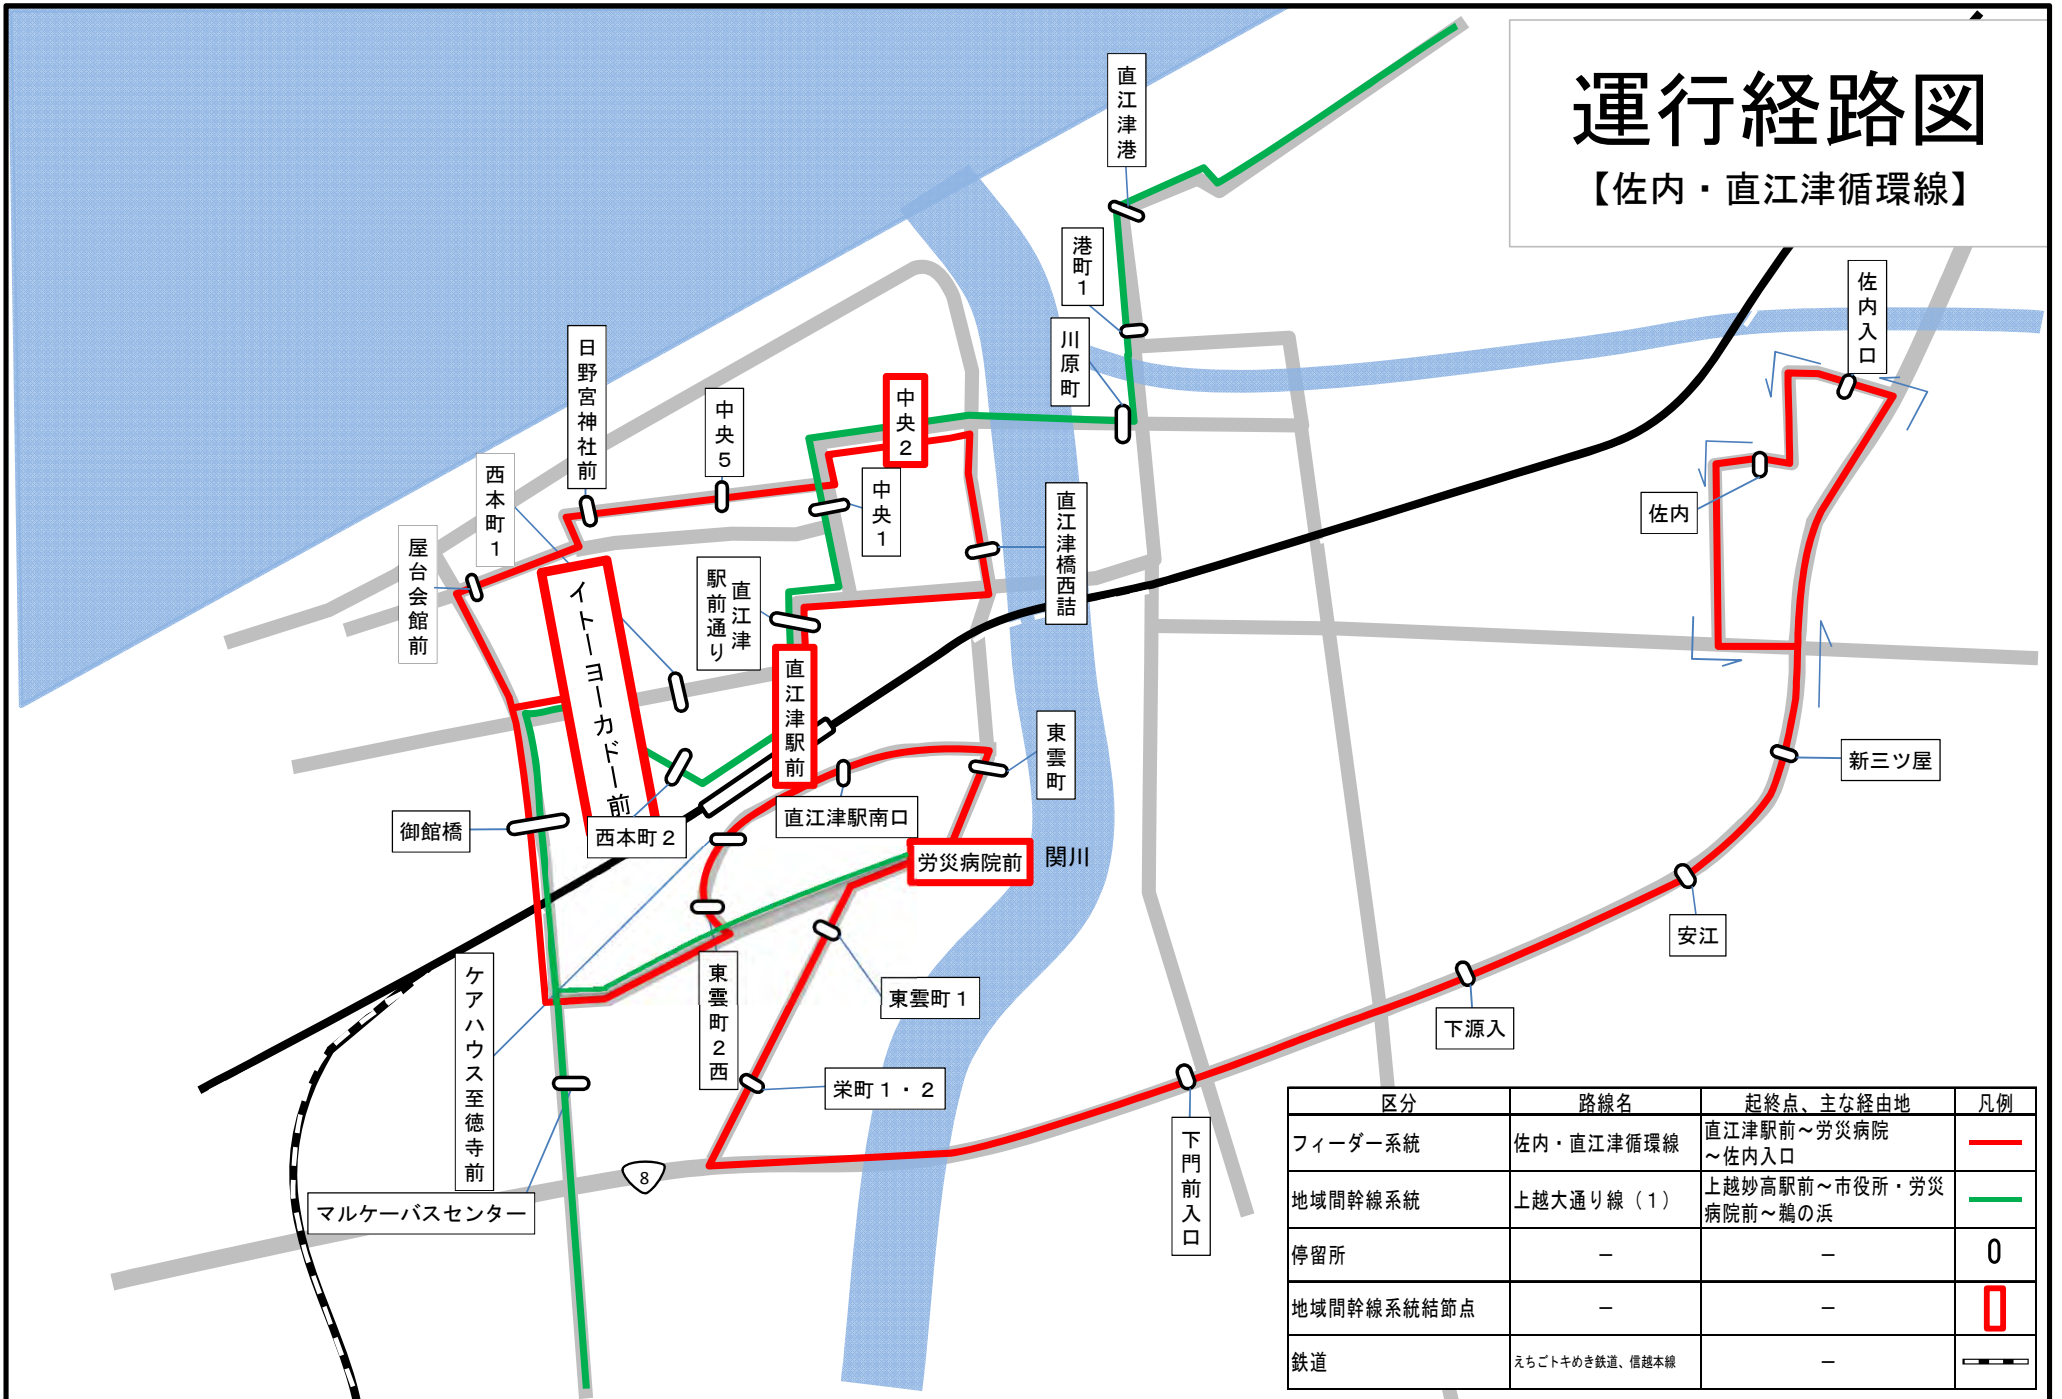 運行経路図
【佐内・直江津循環線】
直江津港
港町1
川原町
佐内入口
日野宮神社前
中央5
中央2
西本町1
中央1
直江津橋西詰
佐内
屋台会館前
直江津
駅前通り
イトーヨーカドー前
直江津駅前
東雲町
新三ツ屋
御館橋
西本町2
直江津駅南口
労災病院前
関川
安江
ケアハウス至徳寺前
東雲町2西
東雲町1
下源入
栄町1・2
下門前入口
8
マルケーバスセンター
区分 路線名 起終点、主な経由地 凡例
フィーダー系統 佐内・直江津循環線 直江津駅前～労災病院
～佐内入口
地域間幹線系統 上越大通り線（1） 上越妙高駅前～市役所・労災
病院前～鵜の浜
停留所 － －
地域間幹線系統結節点 － －
鉄道 えちごトキめき鉄道、信越本線 －